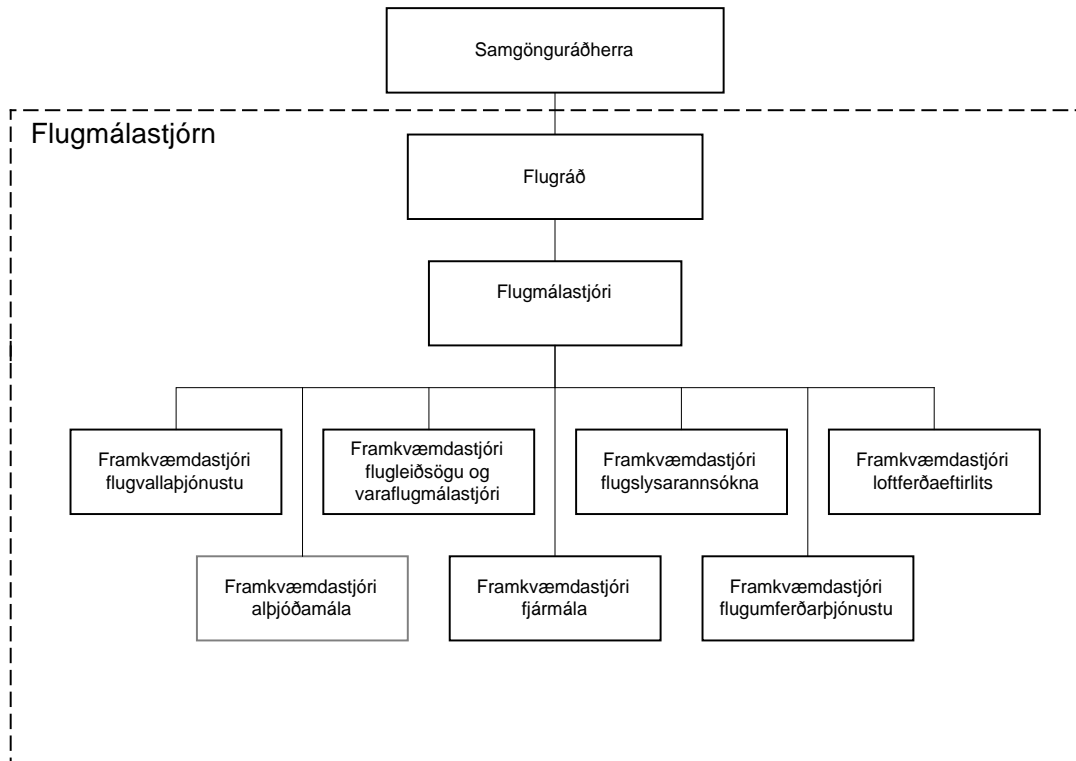 Samgönguráðherra
Flugmálastjórn
Flugráð
Flugmálastjóri
Framkvæmdastjóri
flugvallaþjónustu
Framkvæmdastjóri
flugleiðsögu og
varaflugmálastjóri
Framkvæmdastjóri
flugslysarannsókna
Framkvæmdastjóri
loftferðaeftirlits
Framkvæmdastjóri
alþjóðamála
Framkvæmdastjóri
fjármála
Framkvæmdastjóri
flugumferðarþjónustu